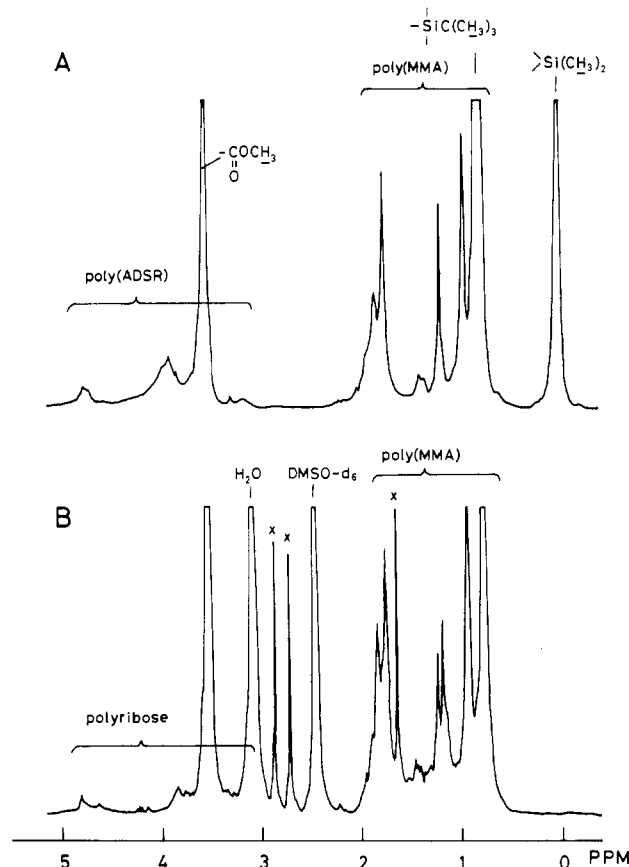 A
-SiC(CH3)3
poly(MMA)
>Si(CH3)2
-COCH3
O
poly(ADSR)
B
H2O
DMSO-d6
poly(MMA)
x
x
x
polyribose
5
4
3
2
1
0
PPM